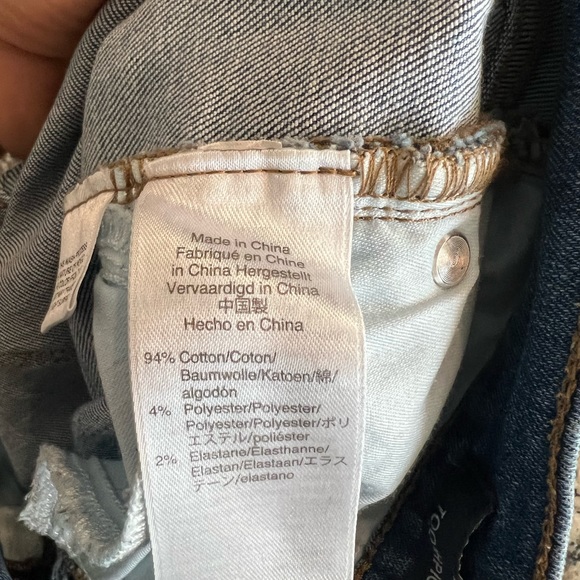 Made in China
Fabriqué en Chine
in China Hergestellt
Vervaardigd in China
中国製
Hecho en China
94% Cotton/Coton/
Baumwolle/Katoen/綿/
algodón
4% Polyester/Polyester/
Polyester/Polyester/ポリ
エステル/poliéster
2% Elastane/Élasthanne/
Elastan/Elastaan/エラス
テーン/elastano